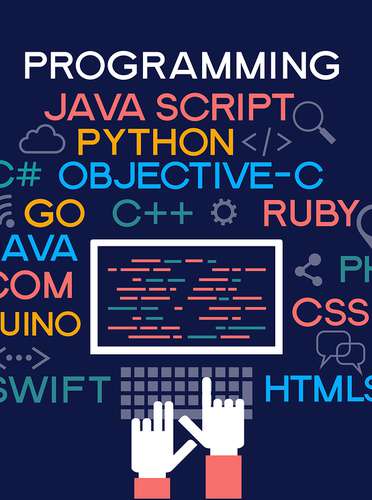 PROGRAMMING
JAVA SCRIPT
PYTHON </>
C# OBJECTIVE-C
GO C++ RUBY
AVA
COM PH
UINO CSS
SWIFT HTML5